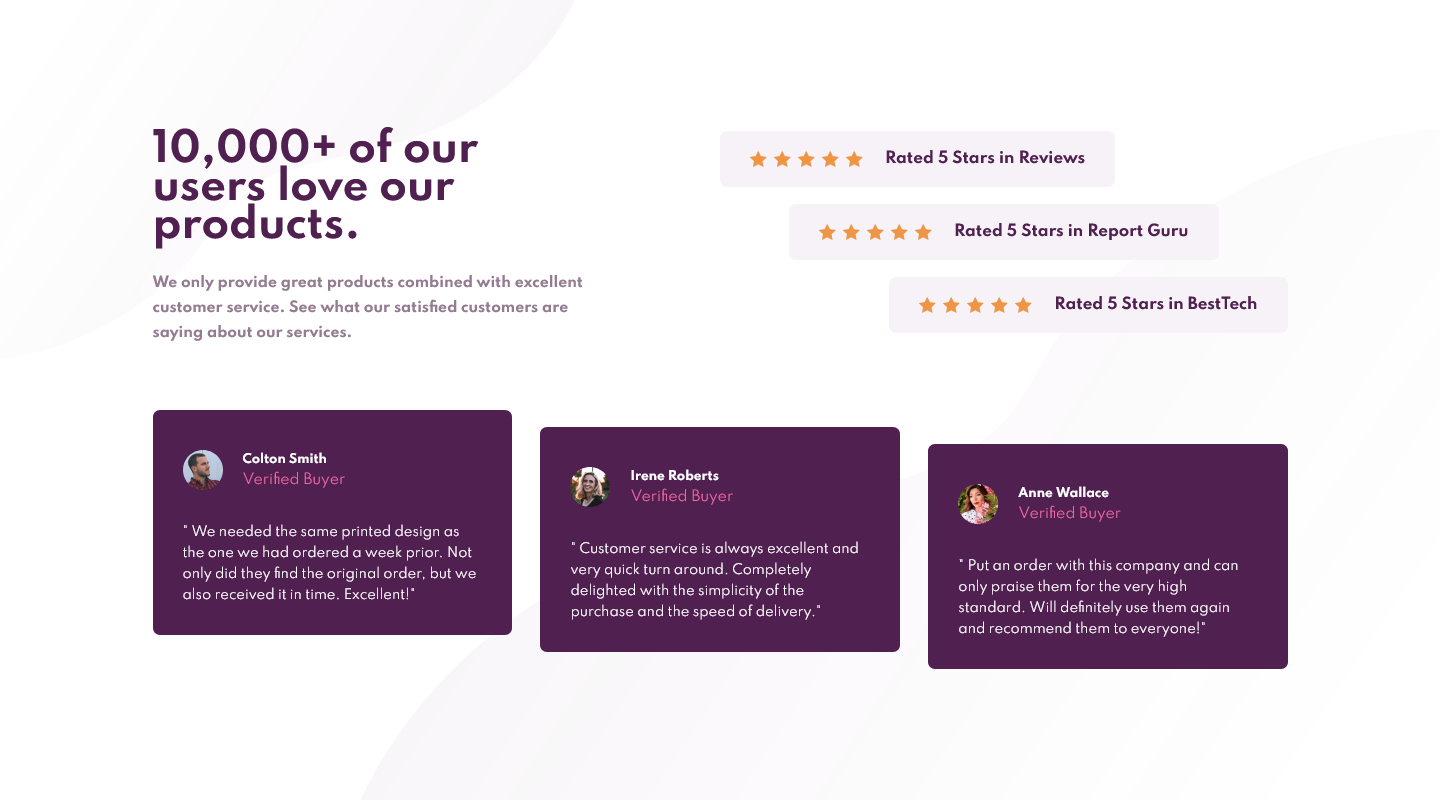 10,000+ of our
users love our
products.
We only provide great products combined with excellent
customer service. See what our satisfied customers are
saying about our services.
Rated 5 Stars in Reviews
Rated 5 Stars in Report Guru
Rated 5 Stars in BestTech
Colton Smith
Verified Buyer
" We needed the same printed design as
the one we had ordered a week prior. Not
only did they find the original order, but we
also received it in time. Excellent!"
Irene Roberts
Verified Buyer
" Customer service is always excellent and
very quick turn around. Completely
delighted with the simplicity of the
purchase and the speed of delivery."
Anne Wallace
Verified Buyer
" Put an order with this company and can
only praise them for the very high
standard. Will definitely use them again
and recommend them to everyone!"